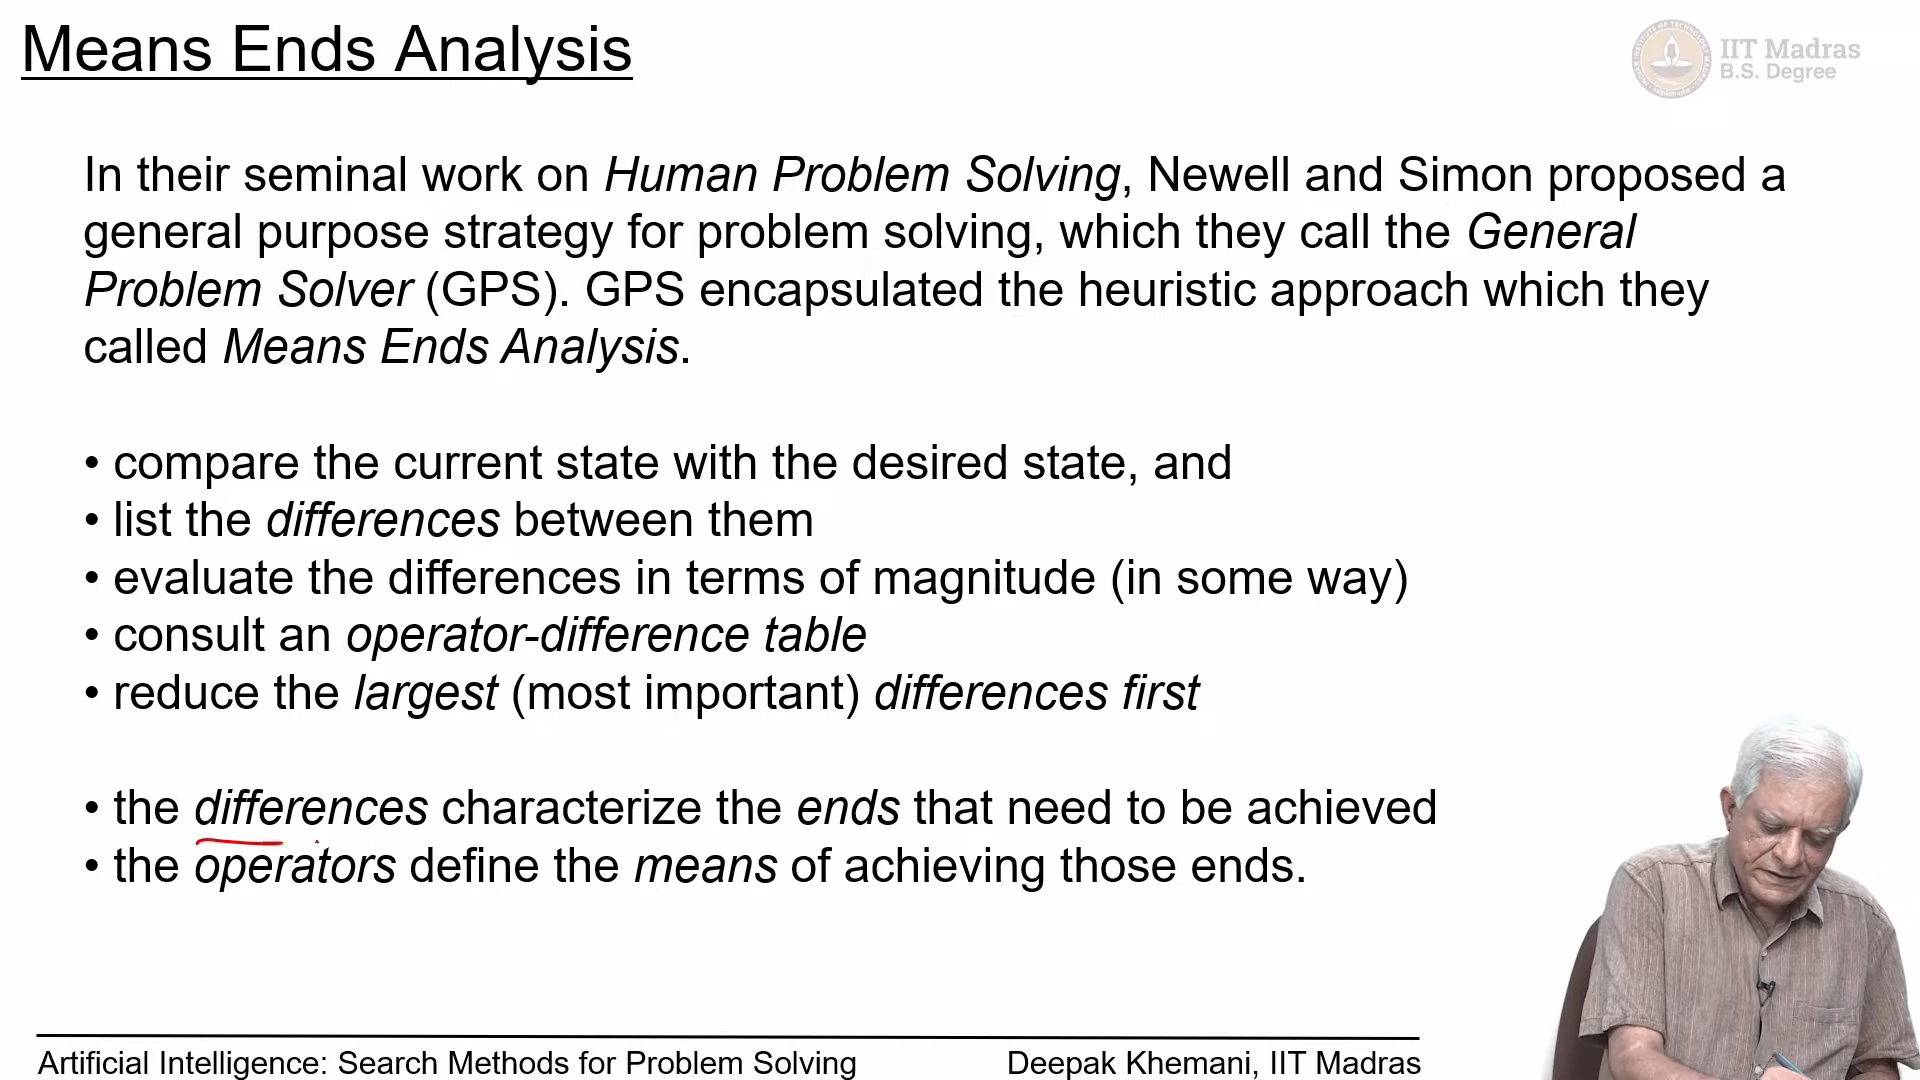 Means Ends Analysis
IIT Madras
B.S. Degree
In their seminal work on Human Problem Solving, Newell and Simon proposed a
general purpose strategy for problem solving, which they call the General
Problem Solver (GPS). GPS encapsulated the heuristic approach which they
called Means Ends Analysis.
• compare the current state with the desired state, and
• list the differences between them
• evaluate the differences in terms of magnitude (in some way)
• consult an operator-difference table
• reduce the largest (most important) differences first
• the differences characterize the ends that need to be achieved
• the operators define the means of achieving those ends.
Artificial Intelligence: Search Methods for Problem Solving
Deepak Khemani, IIT Madras